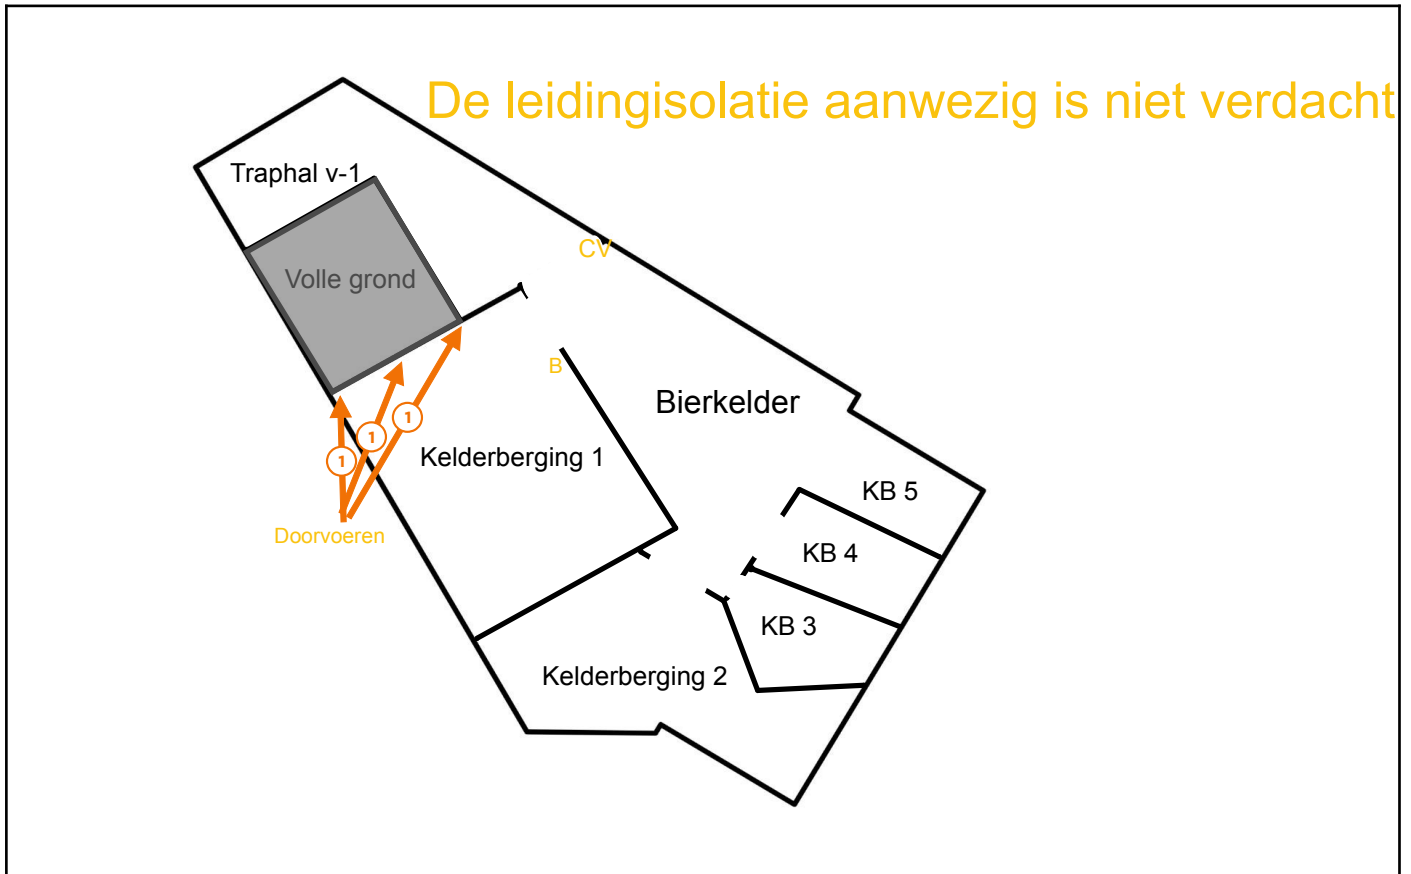 De leidingisolatie aanwezig is niet verdacht
Traphal v-1
CV
Volle grond
B
Bierkelder
1
1
1
Kelderberging 1
KB 5
Doorvoeren
KB 4
KB 3
Kelderberging 2